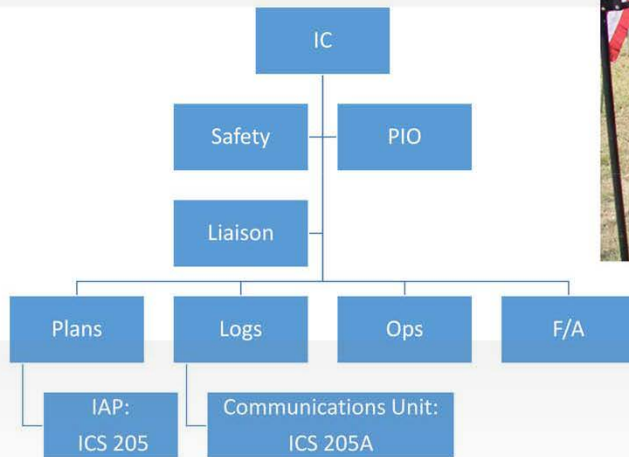 IC
Safety
PIO
Liaison
Plans
Logs
Ops
F/A
IAP:
ICS 205
Communications Unit:
ICS 205A